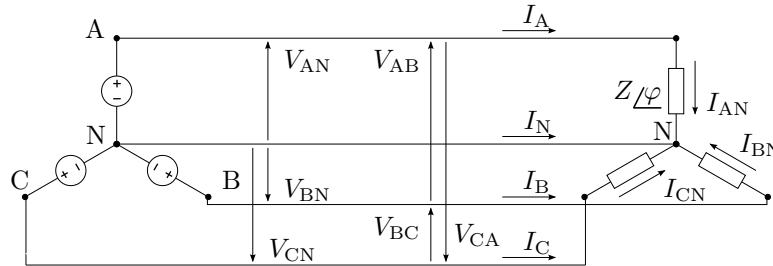 A
I_A
V_AN
V_AB
Z∠φ
I_AN
N
I_N
N
I_BN
C
B
V_BN
I_B
I_CN
V_CN
V_BC
V_CA
I_C